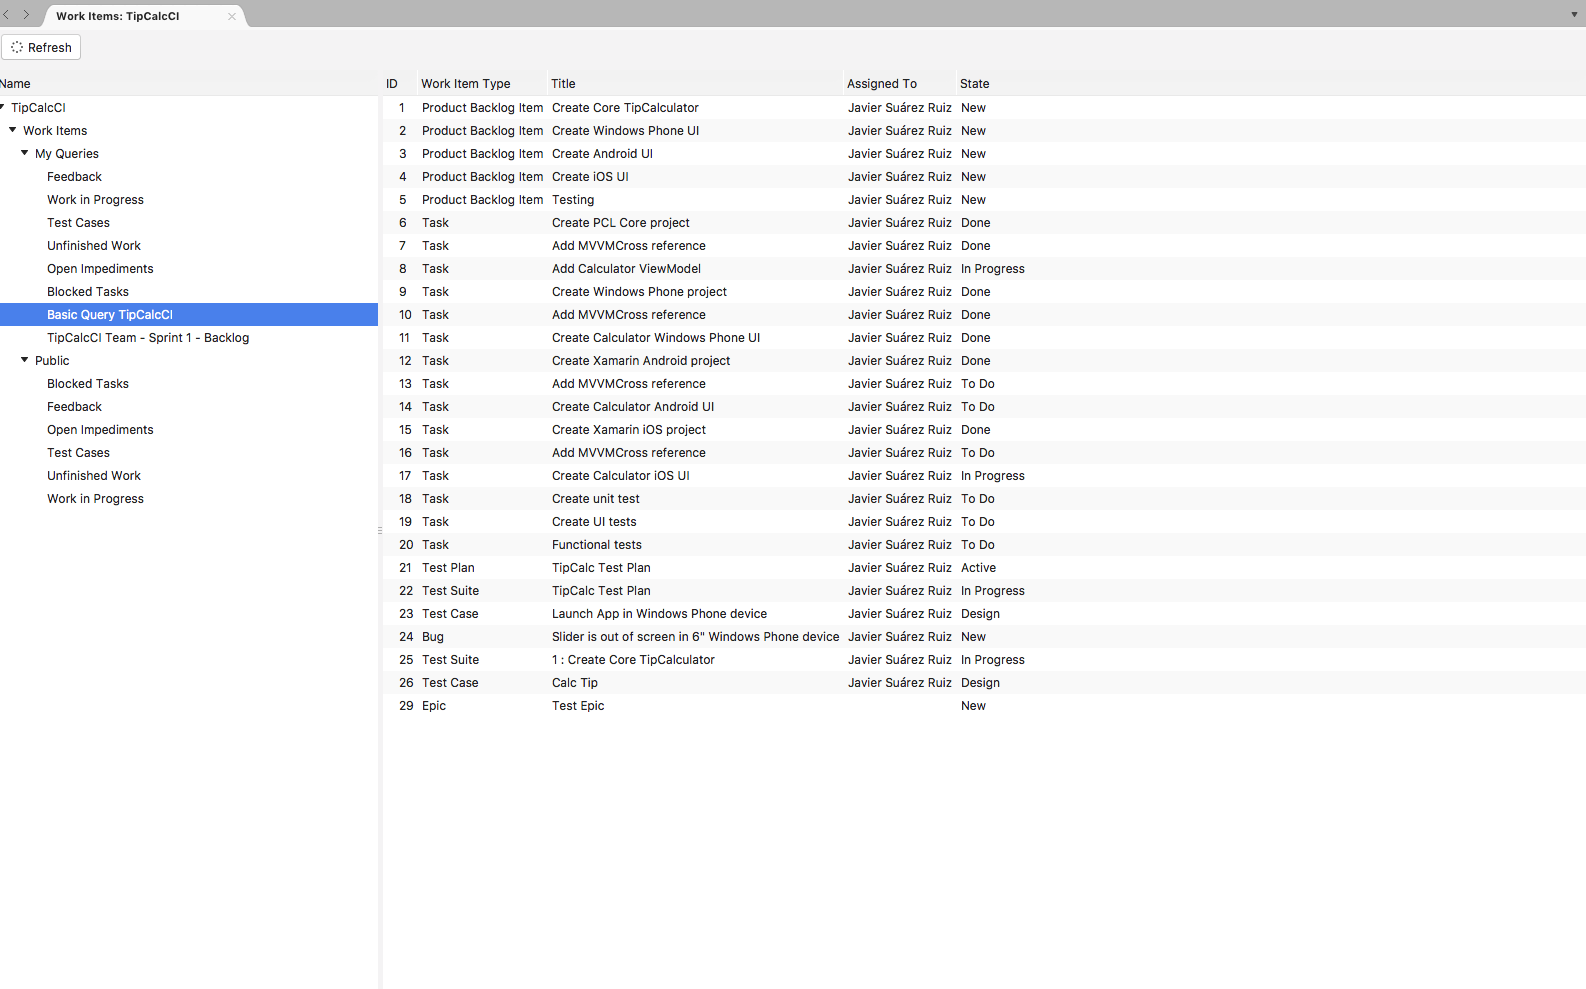 Work Items: TipCalcCI
Refresh
Name
TipCalcCI
Work Items
My Queries
Feedback
Work in Progress
Test Cases
Unfinished Work
Open Impediments
Blocked Tasks
Basic Query TipCalcCI
TipCalcCI Team - Sprint 1 - Backlog
Public
Blocked Tasks
Feedback
Open Impediments
Test Cases
Unfinished Work
Work in Progress
ID Work Item Type Title Assigned To State
1 Product Backlog Item Create Core TipCalculator Javier Suárez Ruiz New
2 Product Backlog Item Create Windows Phone UI Javier Suárez Ruiz New
3 Product Backlog Item Create Android UI Javier Suárez Ruiz New
4 Product Backlog Item Create iOS UI Javier Suárez Ruiz New
5 Product Backlog Item Testing Javier Suárez Ruiz New
6 Task Create PCL Core project Javier Suárez Ruiz Done
7 Task Add MVVMCross reference Javier Suárez Ruiz Done
8 Task Add Calculator ViewModel Javier Suárez Ruiz In Progress
9 Task Create Windows Phone project Javier Suárez Ruiz Done
10 Task Add MVVMCross reference Javier Suárez Ruiz Done
11 Task Create Calculator Windows Phone UI Javier Suárez Ruiz Done
12 Task Create Xamarin Android project Javier Suárez Ruiz Done
13 Task Add MVVMCross reference Javier Suárez Ruiz To Do
14 Task Create Calculator Android UI Javier Suárez Ruiz To Do
15 Task Create Xamarin iOS project Javier Suárez Ruiz Done
16 Task Add MVVMCross reference Javier Suárez Ruiz To Do
17 Task Create Calculator iOS UI Javier Suárez Ruiz In Progress
18 Task Create unit test Javier Suárez Ruiz To Do
19 Task Create UI tests Javier Suárez Ruiz To Do
20 Task Functional tests Javier Suárez Ruiz To Do
21 Test Plan TipCalc Test Plan Javier Suárez Ruiz Active
22 Test Suite TipCalc Test Plan Javier Suárez Ruiz In Progress
23 Test Case Launch App in Windows Phone device Javier Suárez Ruiz Design
24 Bug Slider is out of screen in 6" Windows Phone device Javier Suárez Ruiz New
25 Test Suite 1 : Create Core TipCalculator Javier Suárez Ruiz In Progress
26 Test Case Calc Tip Javier Suárez Ruiz Design
29 Epic Test Epic New